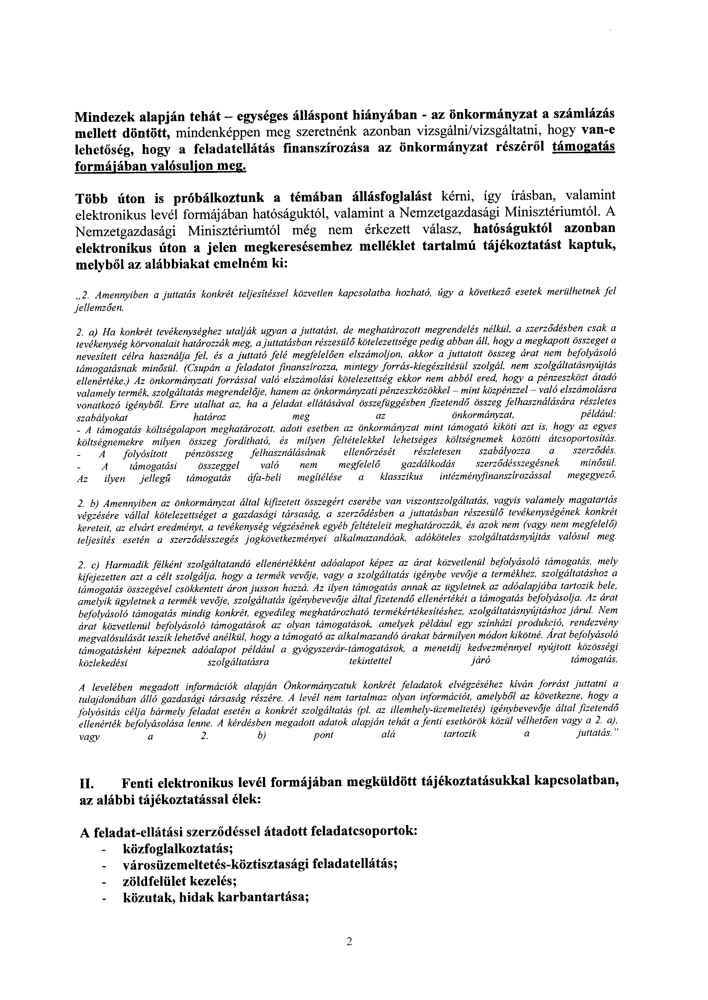 Mindezek alapján tehát – egységes álláspont hiányában - az önkormányzat a számlázás
mellett döntött, mindenképpen meg szeretnénk azonban vizsgálni/vizsgáltatni, hogy van-e
lehetőség, hogy a feladatellátás finanszírozása az önkormányzat részéről támogatás
formájában valósuljon meg.
Több úton is próbálkoztunk a témában állásfoglalást kérni, így írásban, valamint
elektronikus levél formájában hatóságuktól, valamint a Nemzetgazdasági Minisztériumtól. A
Nemzetgazdasági Minisztériumtól még nem érkezett válasz, hatóságuktól azonban
elektronikus úton a jelen megkeresésemhez melléklet tartalmú tájékoztatást kaptuk,
melyből az alábbiakat emelném ki:
„2. Amennyiben a juttatás konkrét teljesítéssel közvetlen kapcsolatba hozható, úgy a következő esetek merülhetnek fel
jellemzően.
2. a) Ha konkrét tevékenységhez utalják ugyan a juttatást, de meghatározott megrendelés nélkül, a szerződésben csak a
tevékenység körvonalait határozzák meg, a juttatásban részesülő kötelezettsége pedig abban áll, hogy a megkapott összeget a
nevesített célra használja fel, és a juttató felé megfelelően elszámoljon, akkor a juttatott összeg árat nem befolyásoló
támogatásnak minősül. (Csupán a feladatot finanszírozza, mintegy forrás-kiegészítésül szolgál, nem szolgáltatásnyújtás
ellenértéke.) Az önkormányzati forrással való elszámolási kötelezettség ekkor nem abból ered, hogy a pénzeszközt átadó
valamely termék, szolgáltatás megrendelője, hanem az önkormányzati pénzeszközökkel – mint közpénzzel – való elszámolásra
vonatkozó igényből. Erre utalhat az, ha a feladat ellátásával összefüggésben fizetendő összeg felhasználására részletes
szabályokat határoz meg az önkormányzat, például:
- A támogatás költségalapon meghatározott, adott esetben az önkormányzat mint támogató kiköti azt is, hogy az egyes
költségnemekre milyen összeg fordítható, és milyen feltételekkel lehetséges költségnemek közötti átcsoportosítás.
- A folyósított pénzösszeg felhasználásának ellenőrzését részletesen szabályozza a szerződés.
- A támogatási összeggel való nem megfelelő gazdálkodás szerződésszegésnek minősül.
Az ilyen jellegű támogatás áfa-beli megítélése a klasszikus intézményfinanszírozással megegyező.
2. b) Amennyiben az önkormányzat által kifizetett összegért cserébe van viszontszolgáltatás, vagyis valamely magatartás
végzésére vállal kötelezettséget a gazdasági társaság, a szerződésben a juttatásban részesülő tevékenységének konkrét
kereteit, az elvárt eredményt, a tevékenység végzésének egyéb feltételeit meghatározzák, és azok nem (vagy nem megfelelő)
teljesítés esetén a szerződésszegés jogkövetkezményei alkalmazandóak, adóköteles szolgáltatásnyújtás valósul meg.
2. c) Harmadik félként szolgáltatandó ellenértékként adóalapot képez az árat közvetlenül befolyásoló támogatás, mely
kifejezetten azt a célt szolgálja, hogy a termék vevője, vagy a szolgáltatás igénybe vevője a termékhez, szolgáltatáshoz a
támogatás összegével csökkentett áron jusson hozzá. Az ilyen támogatás annak az ügyletnek az adóalapjába tartozik bele,
amelyik ügyletnek a termék vevője, szolgáltatás igénybevevője által fizetendő ellenértékét a támogatás befolyásolja. Az árat
befolyásoló támogatás mindig konkrét, egyedileg meghatározható termékértékesítéshez, szolgáltatásnyújtáshoz járul. Nem
árat közvetlenül befolyásoló támogatások az olyan támogatások, amelyek például egy színházi produkció, rendezvény
megvalósulását teszik lehetővé anélkül, hogy a támogató az alkalmazandó árakat bármilyen módon kikötné. Árat befolyásoló
támogatásként képeznek adóalapot például a gyógyszerár-támogatások, a menetdíj kedvezménnyel nyújtott közösségi
közlekedési szolgáltatásra tekintettel járó támogatás.
A levelében megadott információk alapján Önkormányzatuk konkrét feladatok elvégzéséhez kíván forrást juttatni a
tulajdonában álló gazdasági társaság részére. A levél nem tartalmaz olyan információt, amelyből az következne, hogy a
folyósítás célja bármely feladat esetén a konkrét szolgáltatás (pl. az illemhely-üzemeltetés) igénybevevője által fizetendő
ellenérték befolyásolása lenne. A kérdésben megadott adatok alapján tehát a fenti esetkörök közül vélhetően vagy a 2. a),
vagy a 2. b) pont alá tartozik a juttatás."
II. Fenti elektronikus levél formájában megküldött tájékoztatásukkal kapcsolatban,
az alábbi tájékoztatással élek:
A feladat-ellátási szerződéssel átadott feladatcsoportok:
- közfoglalkoztatás;
- városüzemeltetés-köztisztasági feladatellátás;
- zöldfelület kezelés;
- közutak, hidak karbantartása;
2